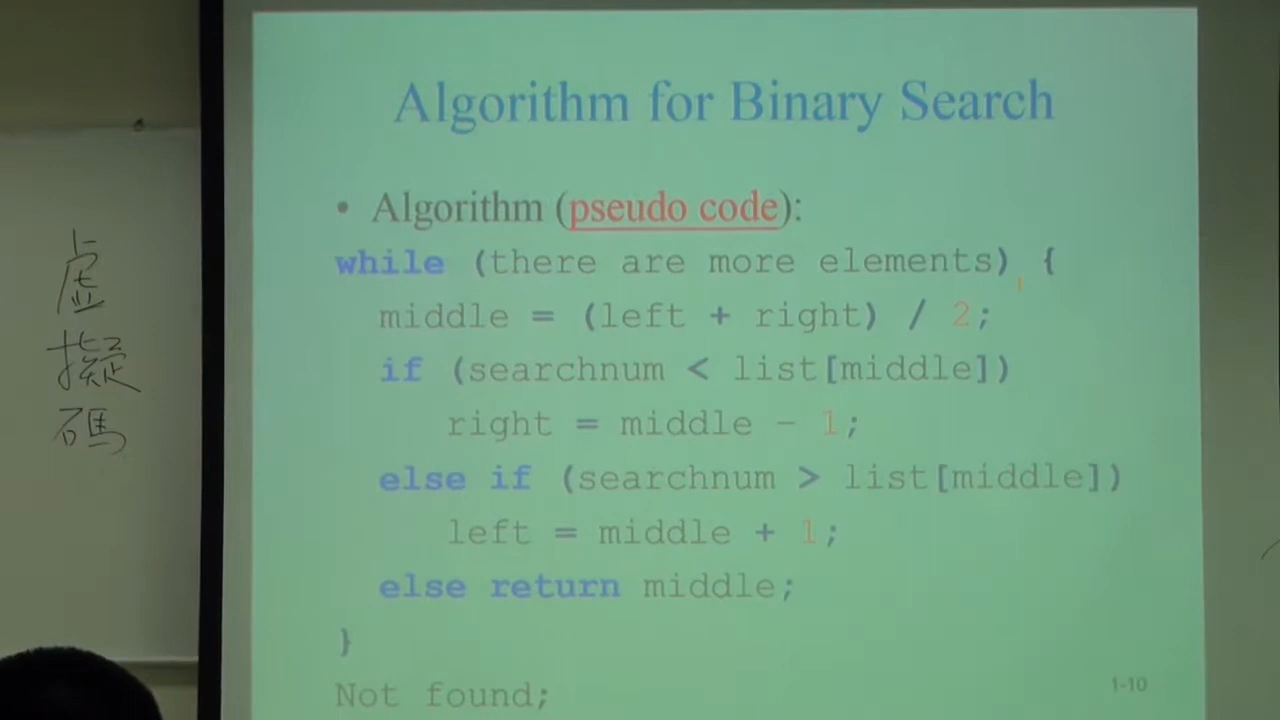 虛擬碼
Algorithm for Binary Search
• Algorithm (pseudo code):
while (there are more elements) {
middle = (left + right) / 2;
if (searchnum < list[middle])
right = middle - 1;
else if (searchnum > list[middle])
left = middle + 1;
else return middle;
}
Not found;
1-10